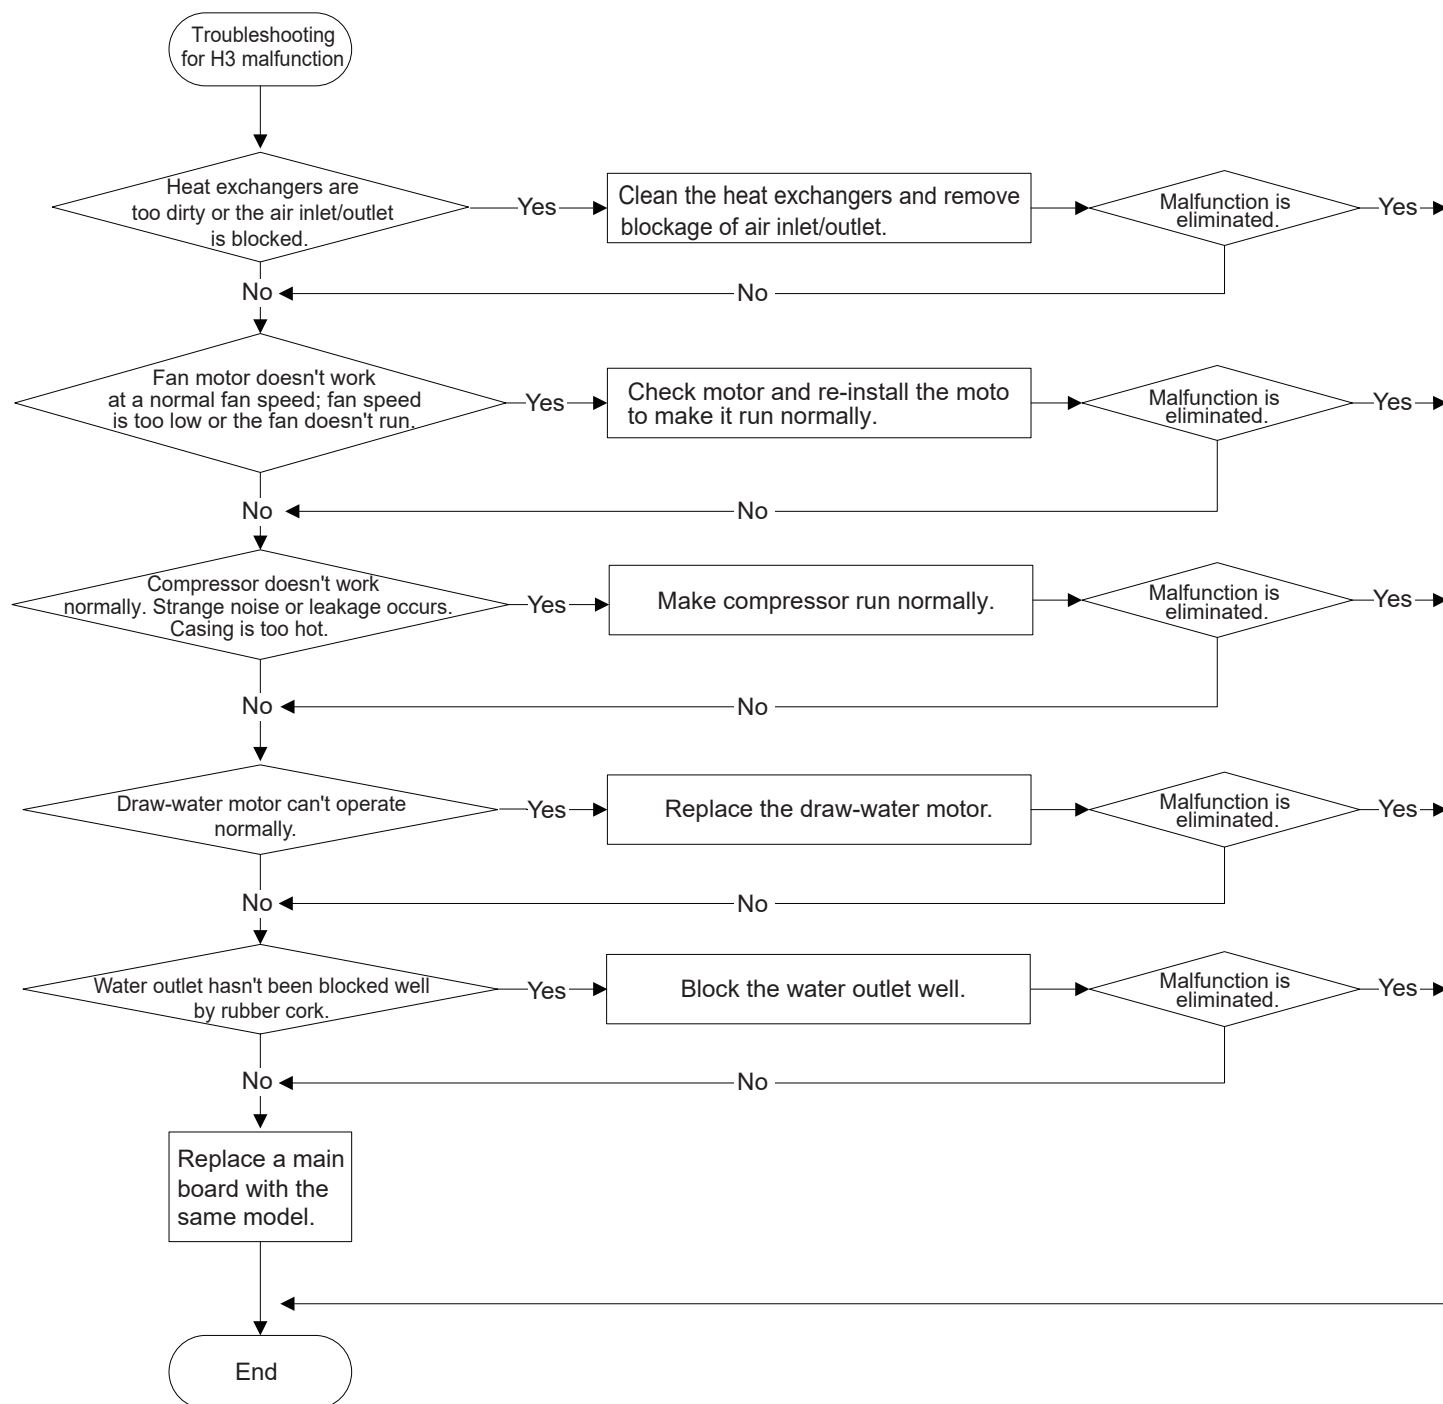 Troubleshooting
for H3 malfunction
Heat exchangers are
too dirty or the air inlet/outlet
is blocked.
Yes
Clean the heat exchangers and remove
blockage of air inlet/outlet.
Malfunction is
eliminated.
Yes
No
No
Fan motor doesn't work
at a normal fan speed; fan speed
is too low or the fan doesn't run.
Yes
Check motor and re-install the moto
to make it run normally.
Malfunction is
eliminated.
Yes
No
No
Compressor doesn't work
normally. Strange noise or leakage occurs.
Casing is too hot.
Yes
Make compressor run normally.
Malfunction is
eliminated.
Yes
No
No
Draw-water motor can't operate
normally.
Yes
Replace the draw-water motor.
Malfunction is
eliminated.
Yes
No
No
Water outlet hasn't been blocked well
by rubber cork.
Yes
Block the water outlet well.
Malfunction is
eliminated.
Yes
No
No
Replace a main
board with the
same model.
End